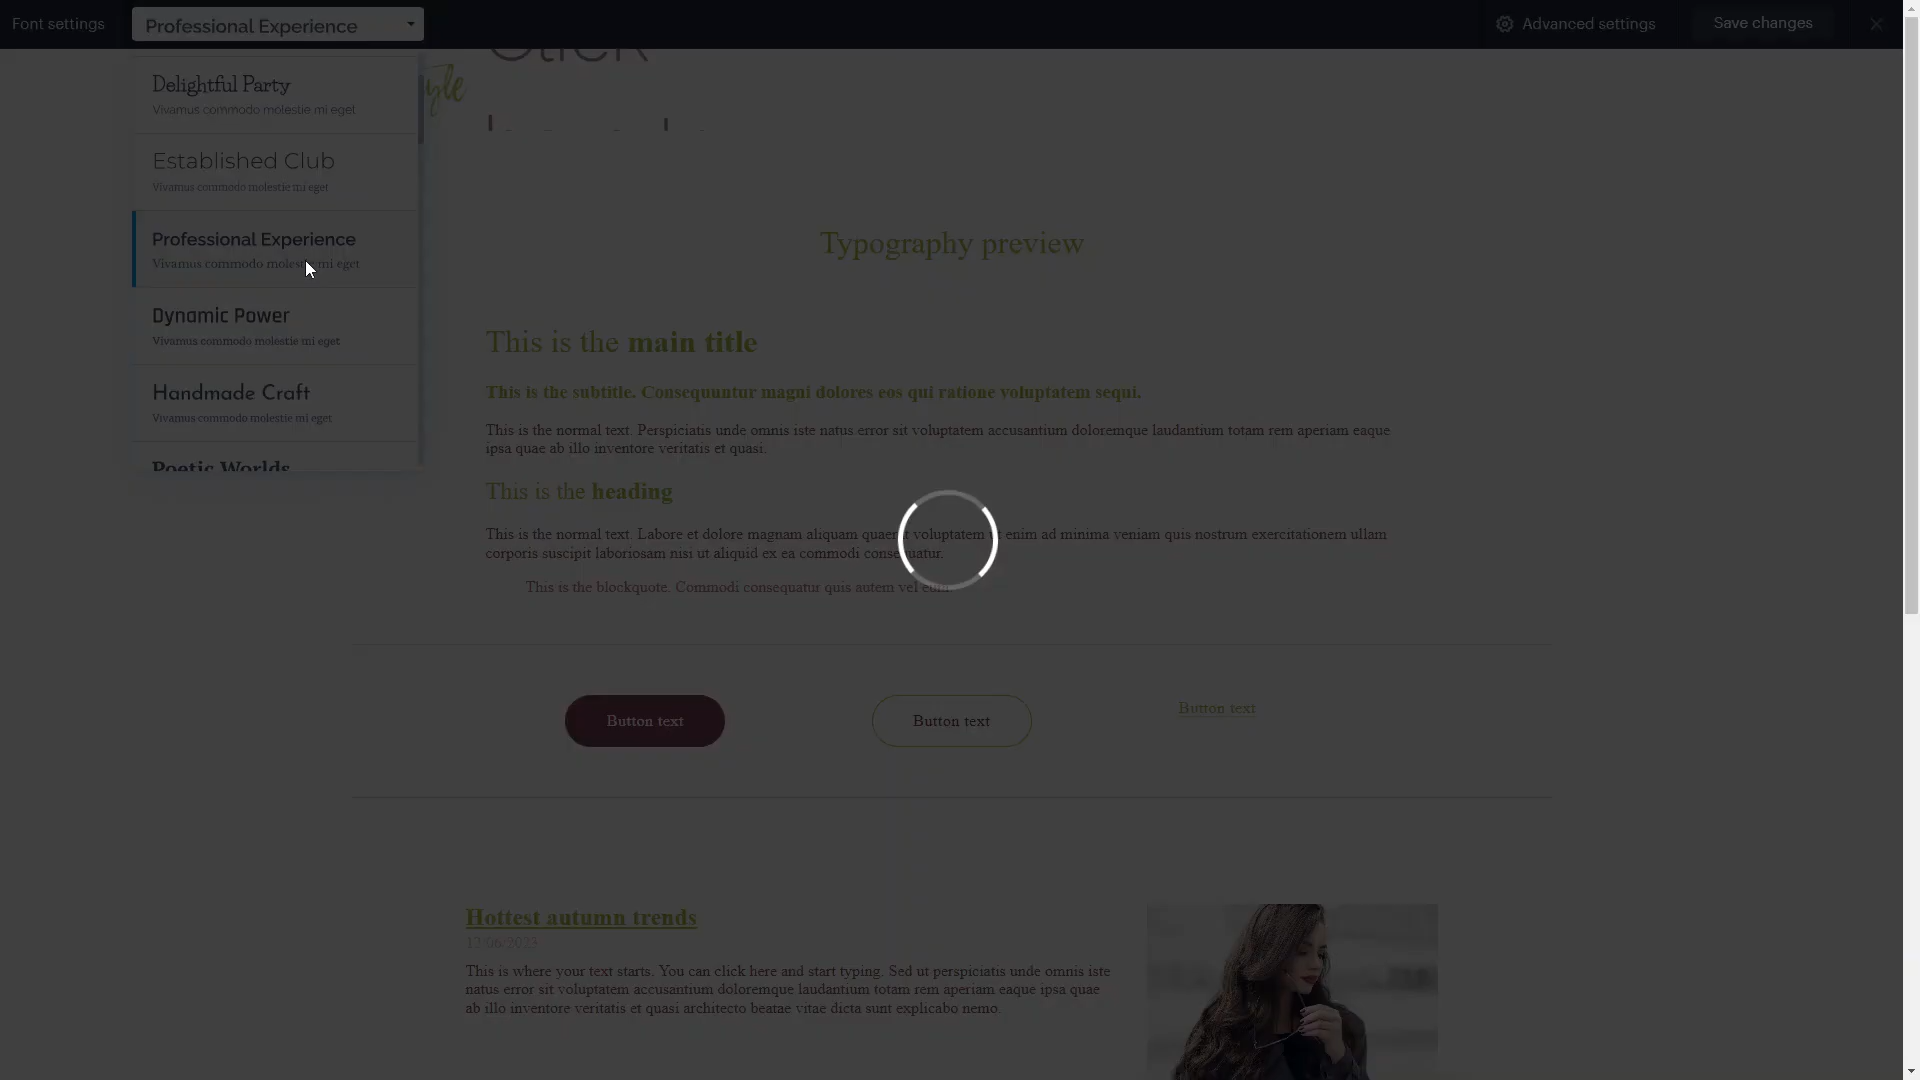 Font settings
Professional Experience
Advanced settings
Save changes
Delightful Party
Vivamus commodo molestie mi eget
Established Club
Vivamus commodo molestie mi eget
Professional Experience
Vivamus commodo molestie mi eget
Dynamic Power
Vivamus commodo molestie mi eget
Handmade Craft
Vivamus commodo molestie mi eget
Poetic Worlds
Typography preview
This is the main title
This is the subtitle. Consequuntur magni dolores eos qui ratione voluptatem sequi.
This is the normal text. Perspiciatis unde omnis iste natus error sit voluptatem accusantium doloremque laudantium totam rem aperiam eaque
ipsa quae ab illo inventore veritatis et quasi.
This is the heading
This is the normal text. Labore et dolore magnam aliquam quaerat voluptatem ut enim ad minima veniam quis nostrum exercitationem ullam
corporis suscipit laboriosam nisi ut aliquid ex ea commodi consequatur.
This is the blockquote. Commodi consequatur quis autem vel eum.
Button text
Button text
Button text
Hottest autumn trends
12/06/2023
This is where your text starts. You can click here and start typing. Sed ut perspiciatis unde omnis iste
natus error sit voluptatem accusantium doloremque laudantium totam rem aperiam eaque ipsa quae
ab illo inventore veritatis et quasi architecto beatae vitae dicta sunt explicabo nemo.